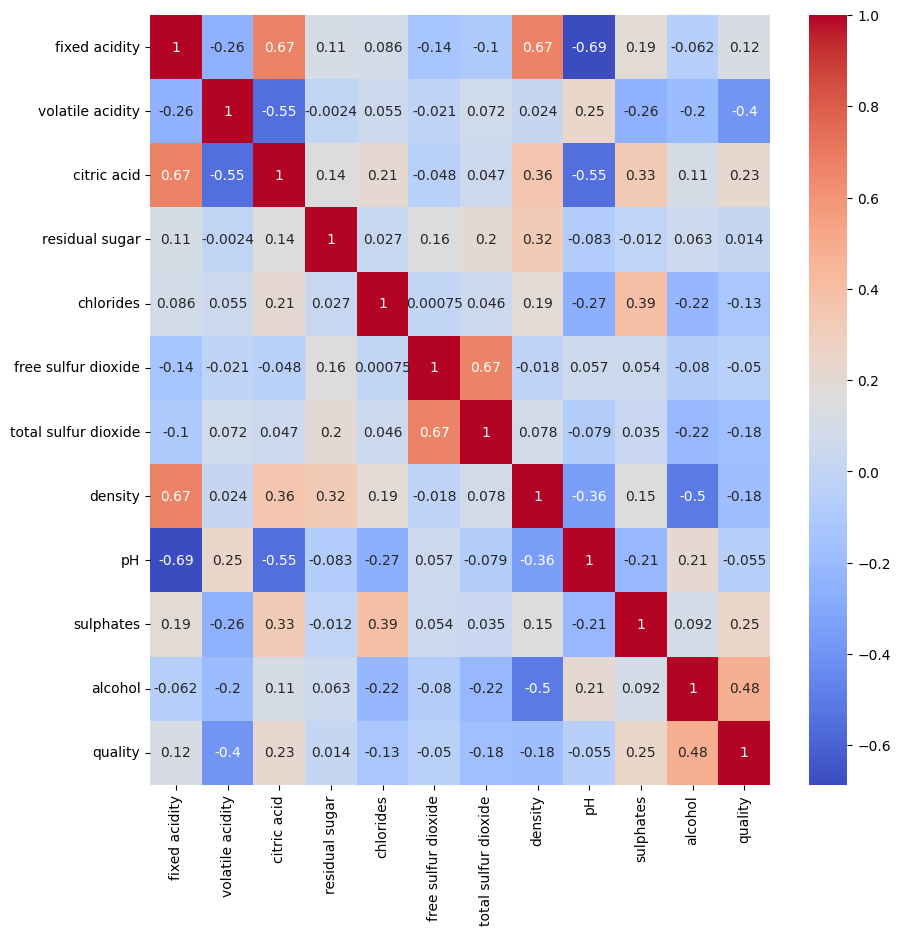 fixed acidity 1 -0.26 0.67 0.11 0.086 -0.14 -0.1 0.67 -0.69 0.19 -0.062 0.12
volatile acidity -0.26 1 -0.55 -0.0024 0.055 -0.021 0.072 0.024 0.25 -0.26 -0.2 -0.4
citric acid 0.67 -0.55 1 0.14 0.21 -0.048 0.047 0.36 -0.55 0.33 0.11 0.23
residual sugar 0.11 -0.0024 0.14 1 0.027 0.16 0.2 0.32 -0.083 -0.012 0.063 0.014
chlorides 0.086 0.055 0.21 0.027 1 0.00075 0.046 0.19 -0.27 0.39 -0.22 -0.13
free sulfur dioxide -0.14 -0.021 -0.048 0.16 0.00075 1 0.67 -0.018 0.057 0.054 -0.08 -0.05
total sulfur dioxide -0.1 0.072 0.047 0.2 0.046 0.67 1 0.078 -0.079 0.035 -0.22 -0.18
density 0.67 0.024 0.36 0.32 0.19 -0.018 0.078 1 -0.36 0.15 -0.5 -0.18
pH -0.69 0.25 -0.55 -0.083 -0.27 0.057 -0.079 -0.36 1 -0.21 0.21 -0.055
sulphates 0.19 -0.26 0.33 -0.012 0.39 0.054 0.035 0.15 -0.21 1 0.092 0.25
alcohol -0.062 -0.2 0.11 0.063 -0.22 -0.08 -0.22 -0.5 0.21 0.092 1 0.48
quality 0.12 -0.4 0.23 0.014 -0.13 -0.05 -0.18 -0.18 -0.055 0.25 0.48 1
fixed acidity
volatile acidity
citric acid
residual sugar
chlorides
free sulfur dioxide
total sulfur dioxide
density
pH
sulphates
alcohol
quality
1.0
0.8
0.6
0.4
0.2
0.0
−0.2
−0.4
−0.6